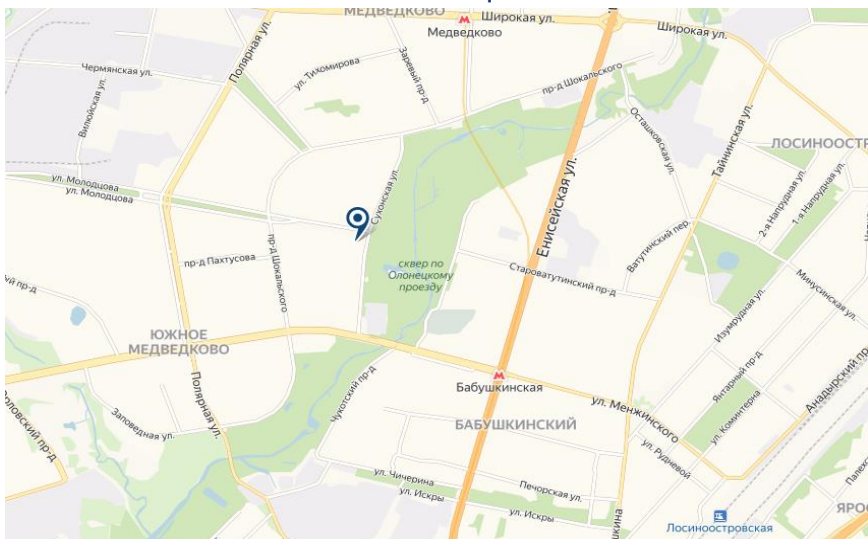 МЕДВЕДКОВО
Медведково
Широкая ул.
Широкая ул.
Полярная ул.
Чермянская ул.
Вилюйская ул.
ул. Тихомирова
Заревый пр-д
пр-д Шокальского
Осташковская ул.
Тайнинская ул.
ЛОСИНООСТР
ул. Молодцова
ул. Молодцова
Сухонская ул.
Енисейская ул.
2-я Напрудная ул.
1-я Напрудная ул.
пр-д Шокальского
пр-д Пахтусова
сквер по
Олонецкому
проезду
Староватутинский пр-д
Ватутинский пер.
Минусинская ул.
Изумрудная ул.
ЮЖНОЕ
МЕДВЕДКОВО
Полярная ул.
Чукотский пр-д
Бабушкинская
Янтарный пр-д
Анадырский пр
ул. Коминтерна
Заповедная ул.
БАБУШКИНСКИЙ
ул. Менжинского
ул. Рудневой
ул. Чичерина
ул. Искры
Печорская ул.
ул. Искры
Лосиноостровская
Палех
ЯРОС